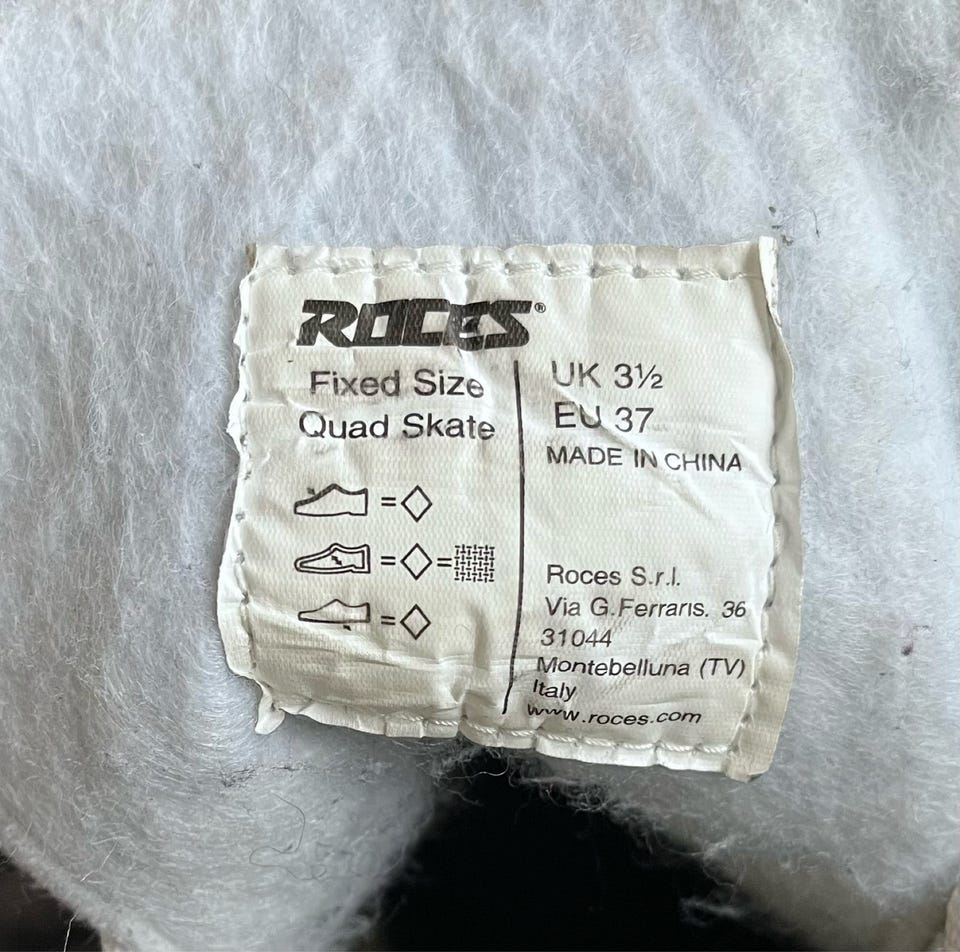 ROCES®
Fixed Size
Quad Skate
UK 3½
EU 37
MADE IN CHINA
Roces S.r.l.
Via G.Ferraris. 36
31044
Montebelluna (TV)
Italy
www.roces.com